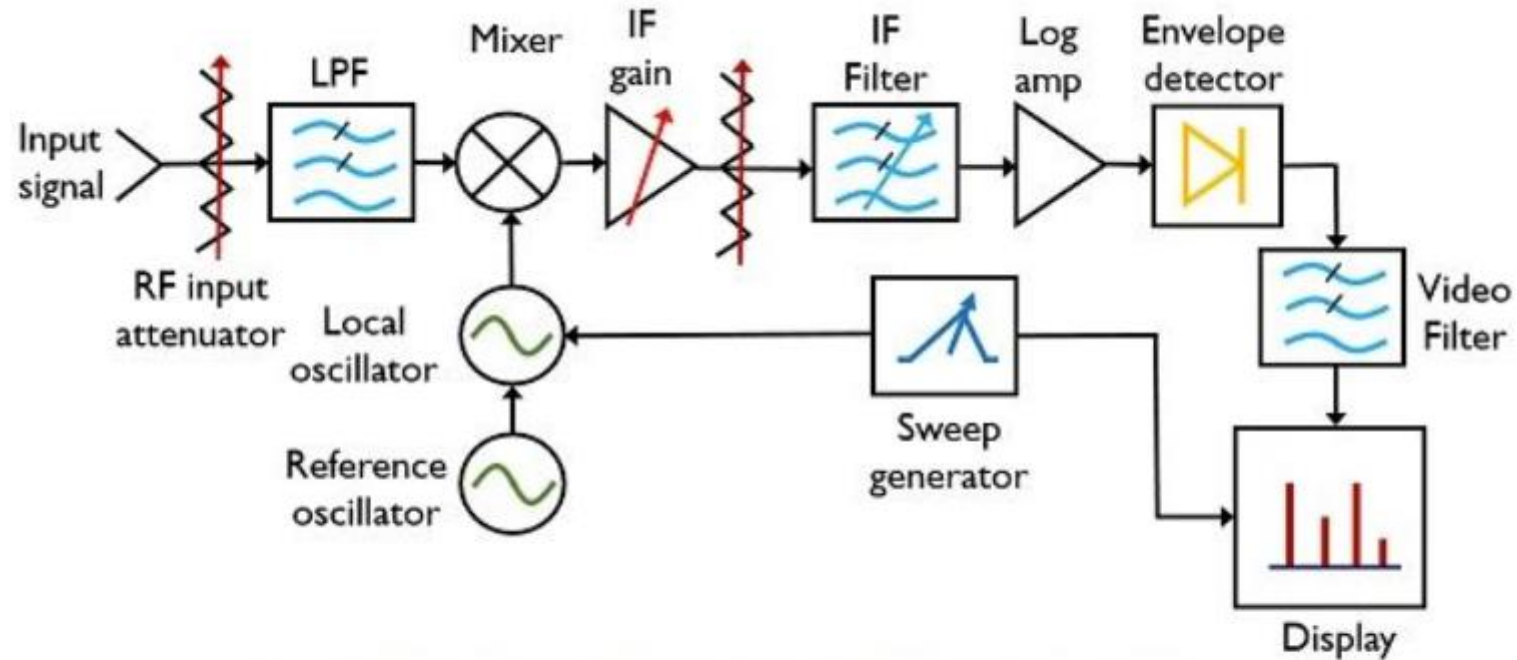 Input
signal
RF input
attenuator
LPF
Mixer
IF
gain
IF
Filter
Log
amp
Envelope
detector
Video
Filter
Local
oscillator
Reference
oscillator
Sweep
generator
Display